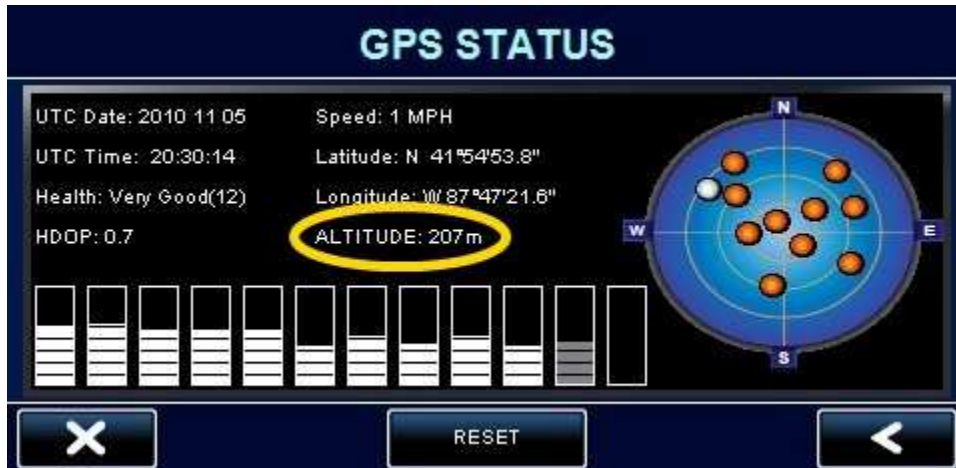 GPS STATUS
UTC Date: 2010 11 05
UTC Time: 20:30:14
Health: Very Good(12)
HDOP: 0.7
Speed: 1 MPH
Latitude: N 41°54'53.8"
Longitude: W 87°47'21.6"
ALTITUDE: 207m
N
W
E
S
RESET